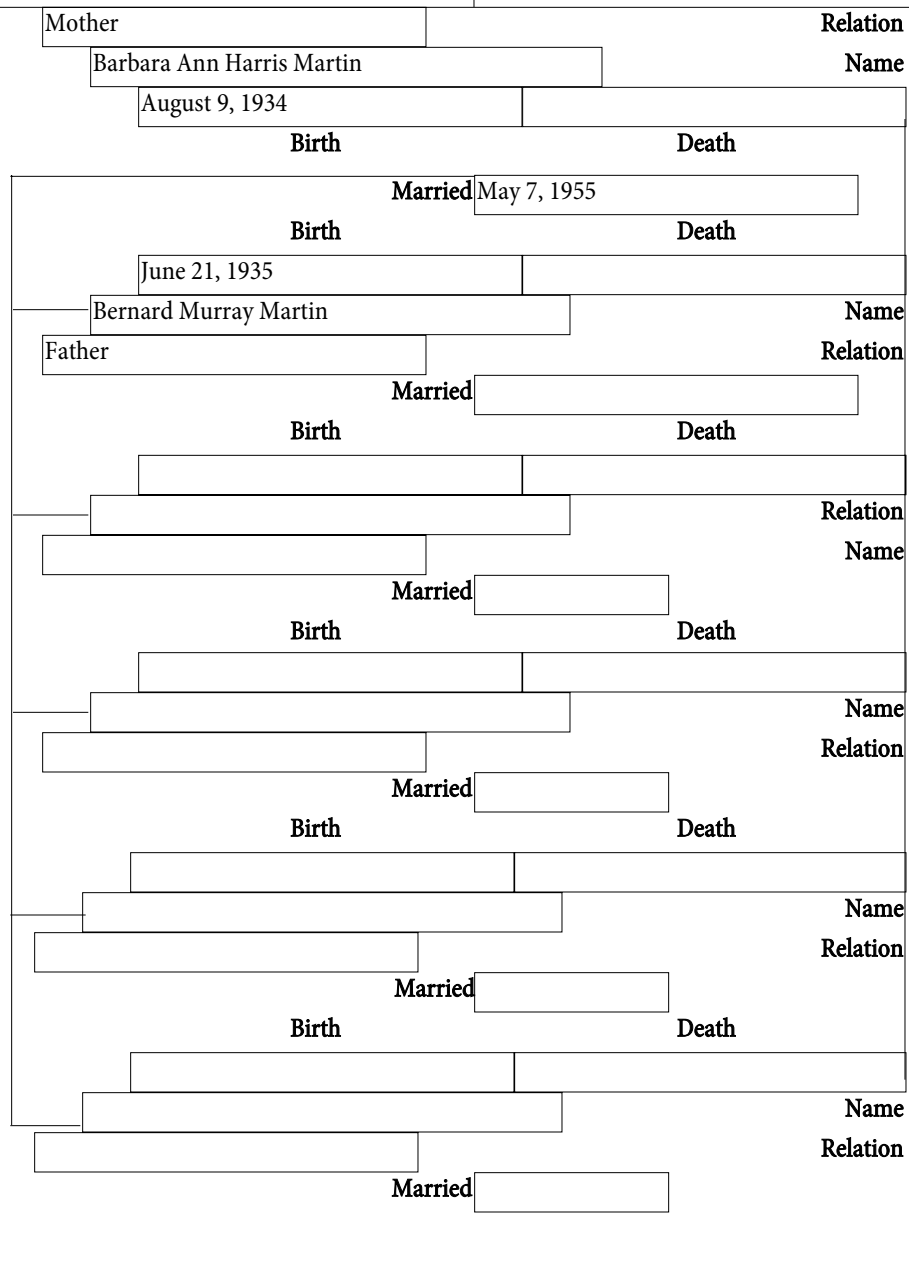 Mother Relation
Barbara Ann Harris Martin Name
August 9, 1934
Birth Death
Married May 7, 1955
Birth Death
June 21, 1935
Bernard Murray Martin Name
Father Relation
Married
Birth Death
Relation
Name
Married
Birth Death
Name
Relation
Married
Birth Death
Name
Relation
Married
Birth Death
Name
Relation
Married